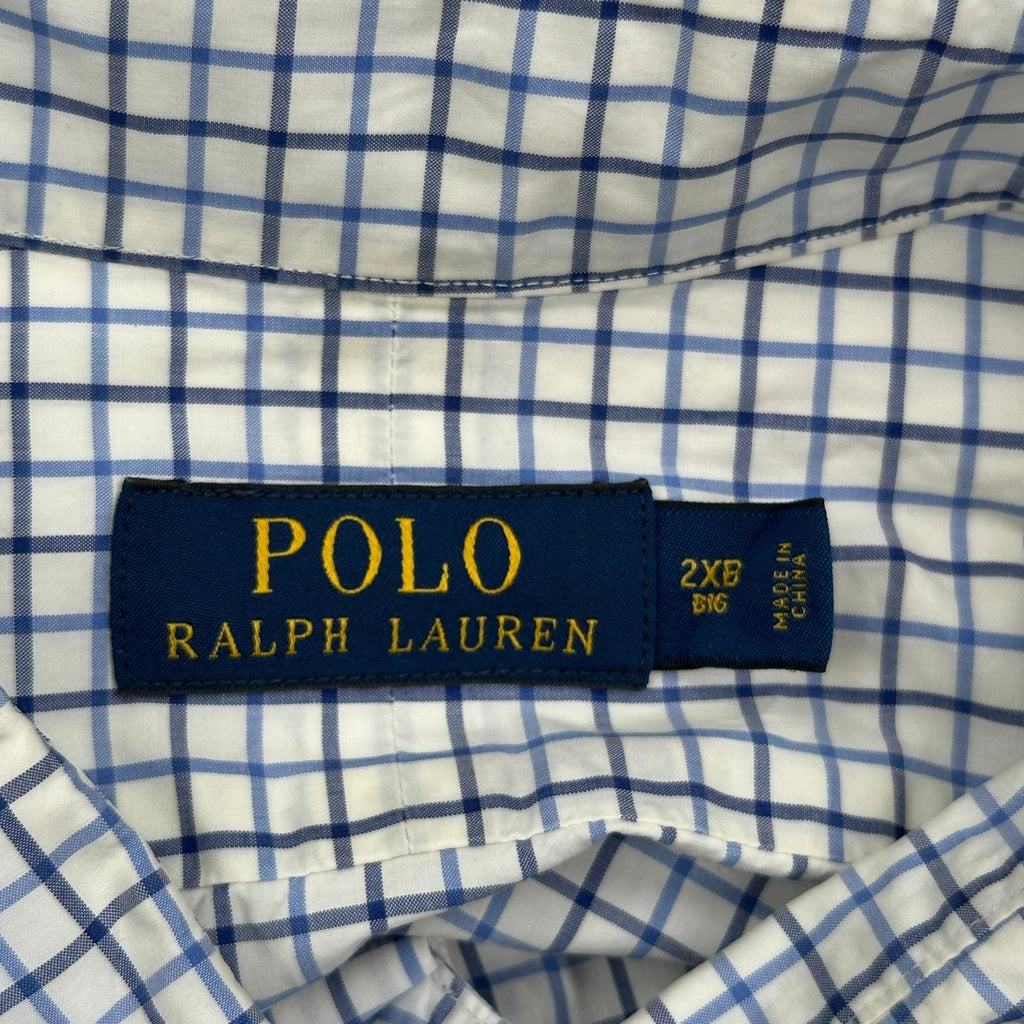 POLO
RALPH LAUREN
2XB
BIG
MADE IN
CHINA